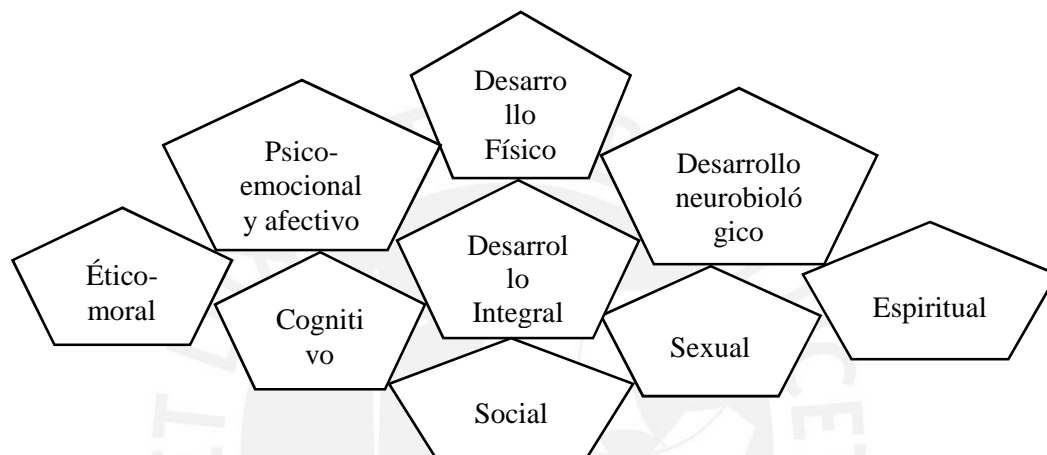 Desarro
llo
Físico
Psico-
emocional
y afectivo
Desarrollo
neurobioló
gico
Ético-
moral
Cogniti
vo
Desarrol
lo
Integral
Sexual
Espiritual
Social